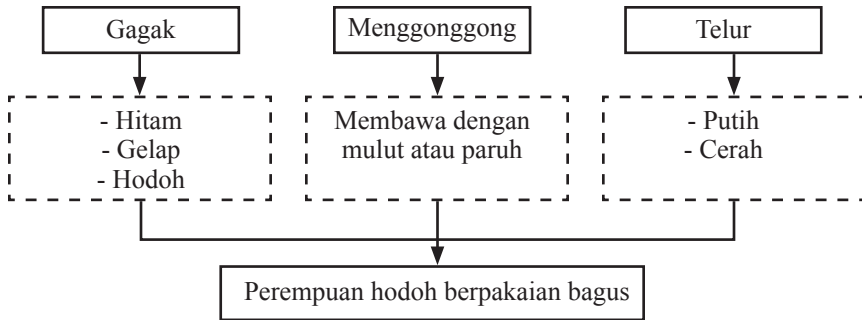 Gagak
Menggonggong
Telur
- Hitam
- Gelap
- Hodoh
Membawa dengan
mulut atau paruh
- Putih
- Cerah
Perempuan hodoh berpakaian bagus